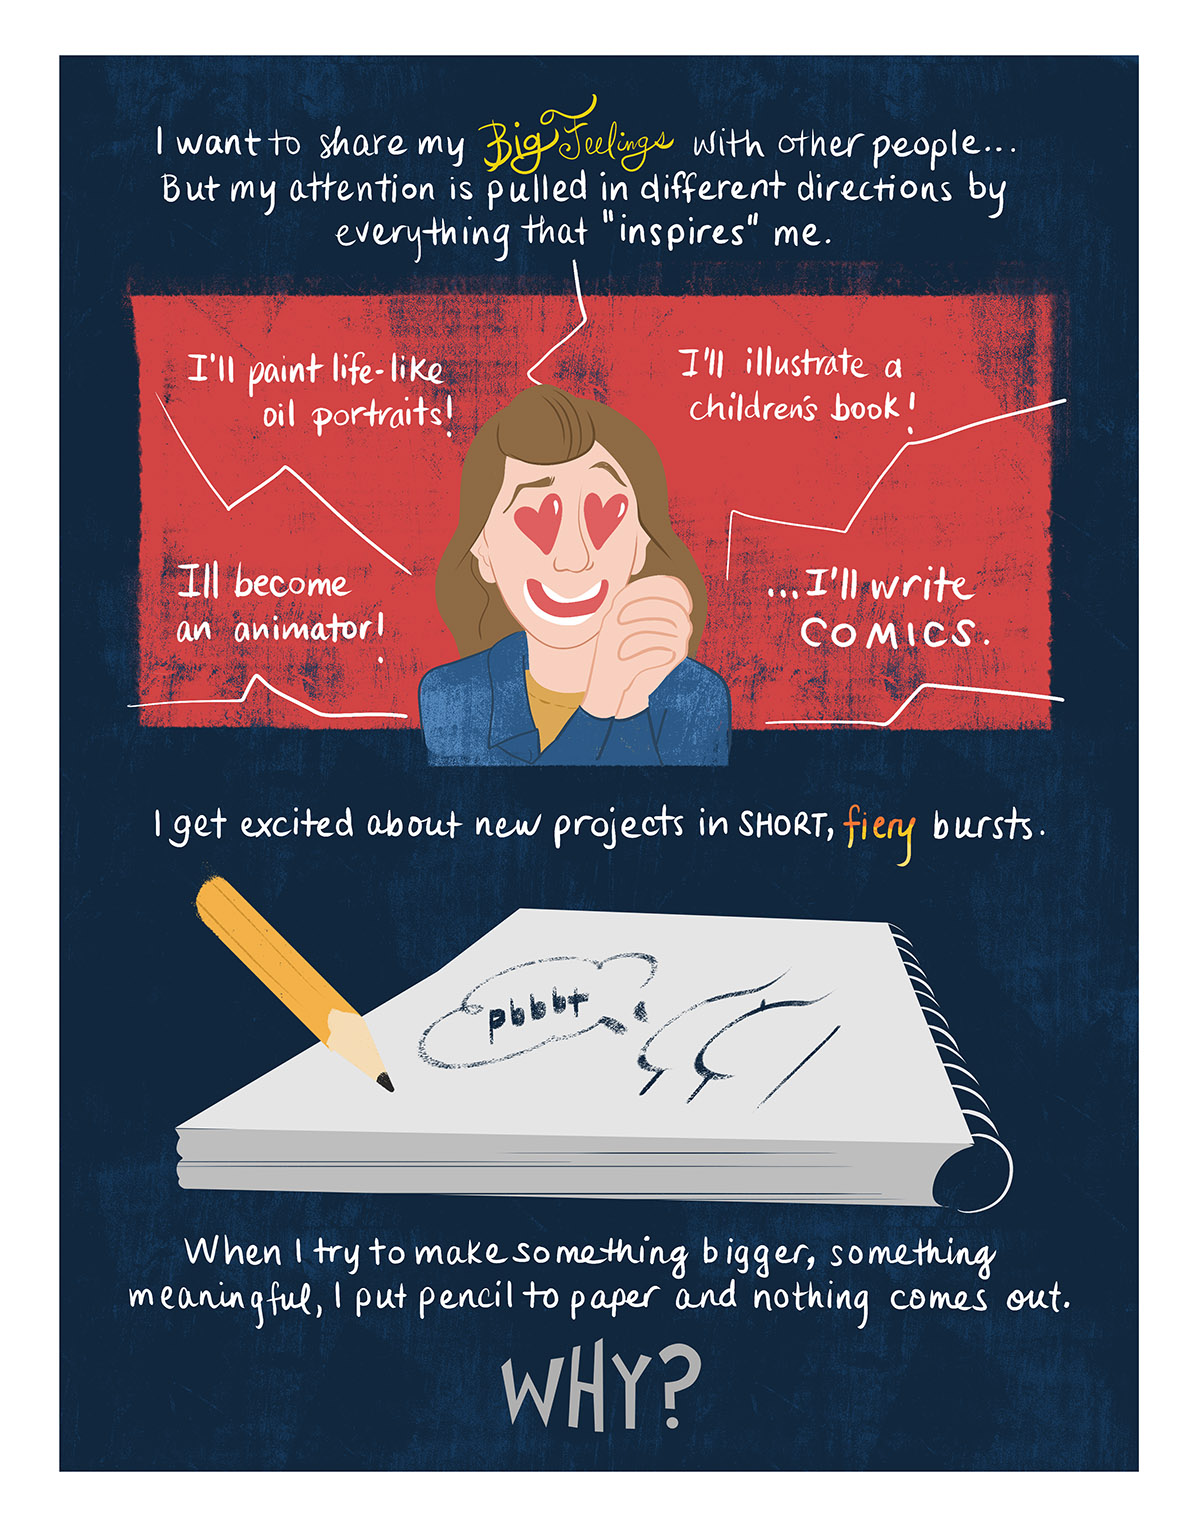 I want to share my Big Feelings with other people...
But my attention is pulled in different directions by
everything that "inspires" me.
I'll paint life-like
oil portraits!
I'll illustrate a
children's book!
Ill become
an animator!
...I'll write
COMICS.
I get excited about new projects in SHORT, fiery bursts.
pbbbt
When I try to make something bigger, something
meaningful, I put pencil to paper and nothing comes out.
WHY?